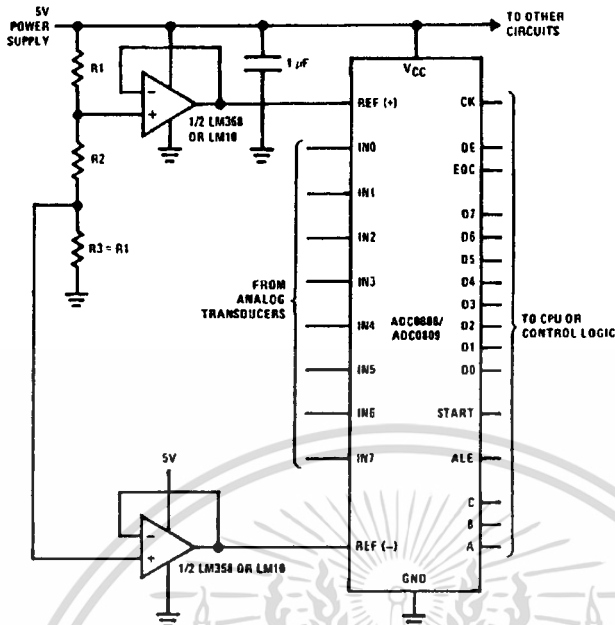 5V
POWER
SUPPLY
TO OTHER
CIRCUITS
R1
1 µF
VCC
REF (+)
CK
1/2 LM358
OR LM10
R2
IN0
OE
EOC
IN1
D7
IN2
D6
R3 = R1
D5
FROM
ANALOG
TRANSDUCERS
IN3
D4
D3
IN4
ADC0808/
ADC0809
D2
TO CPU OR
CONTROL LOGIC
D1
IN5
D0
IN6
START
5V
IN7
ALE
C
B
REF (–)
A
1/2 LM358 OR LM10
GND